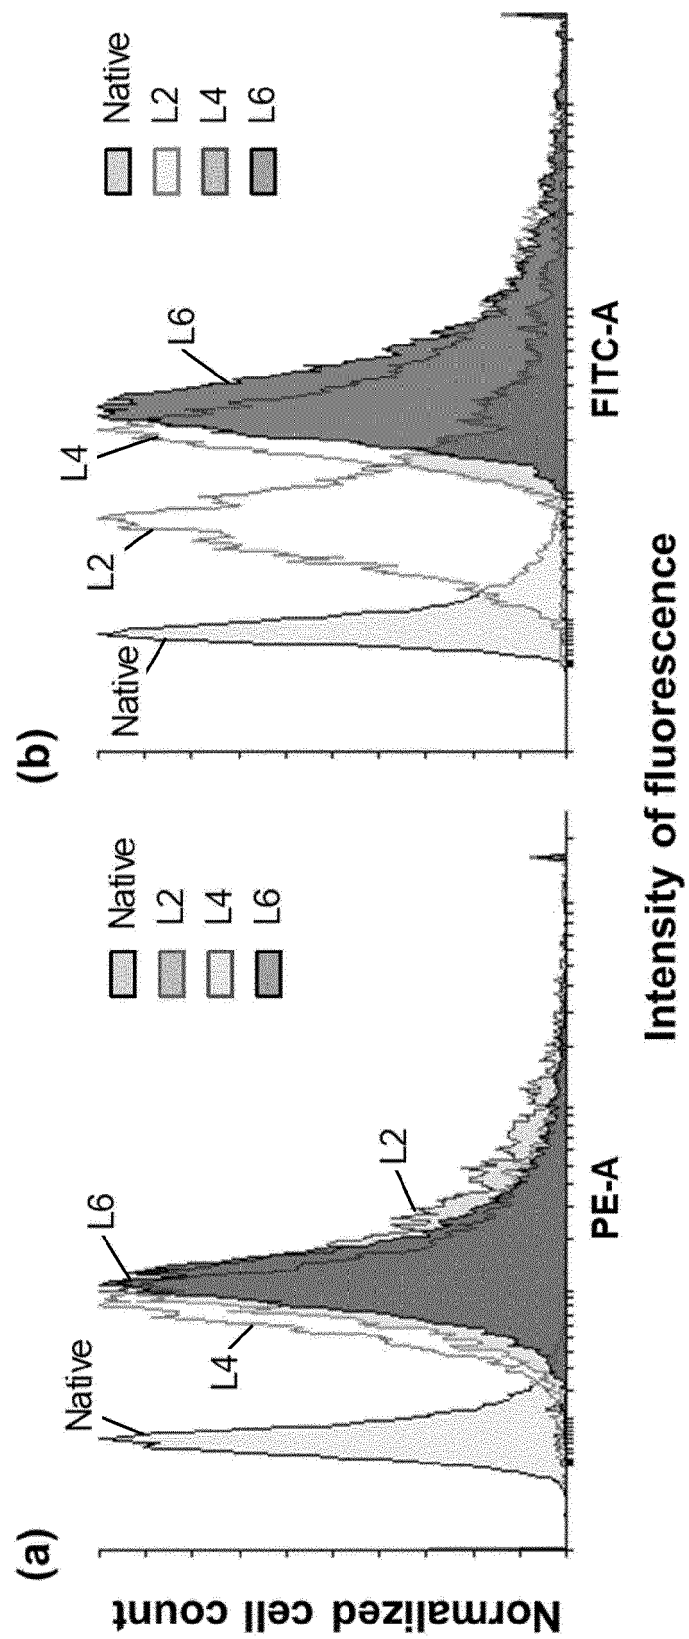 (a)
Normalized cell count
Native
L4
L6
L2
Native
L2
L4
L6
PE-A
(b)
Native
L2
L4
L6
Native
L2
L4
L6
FITC-A
Intensity of fluorescence